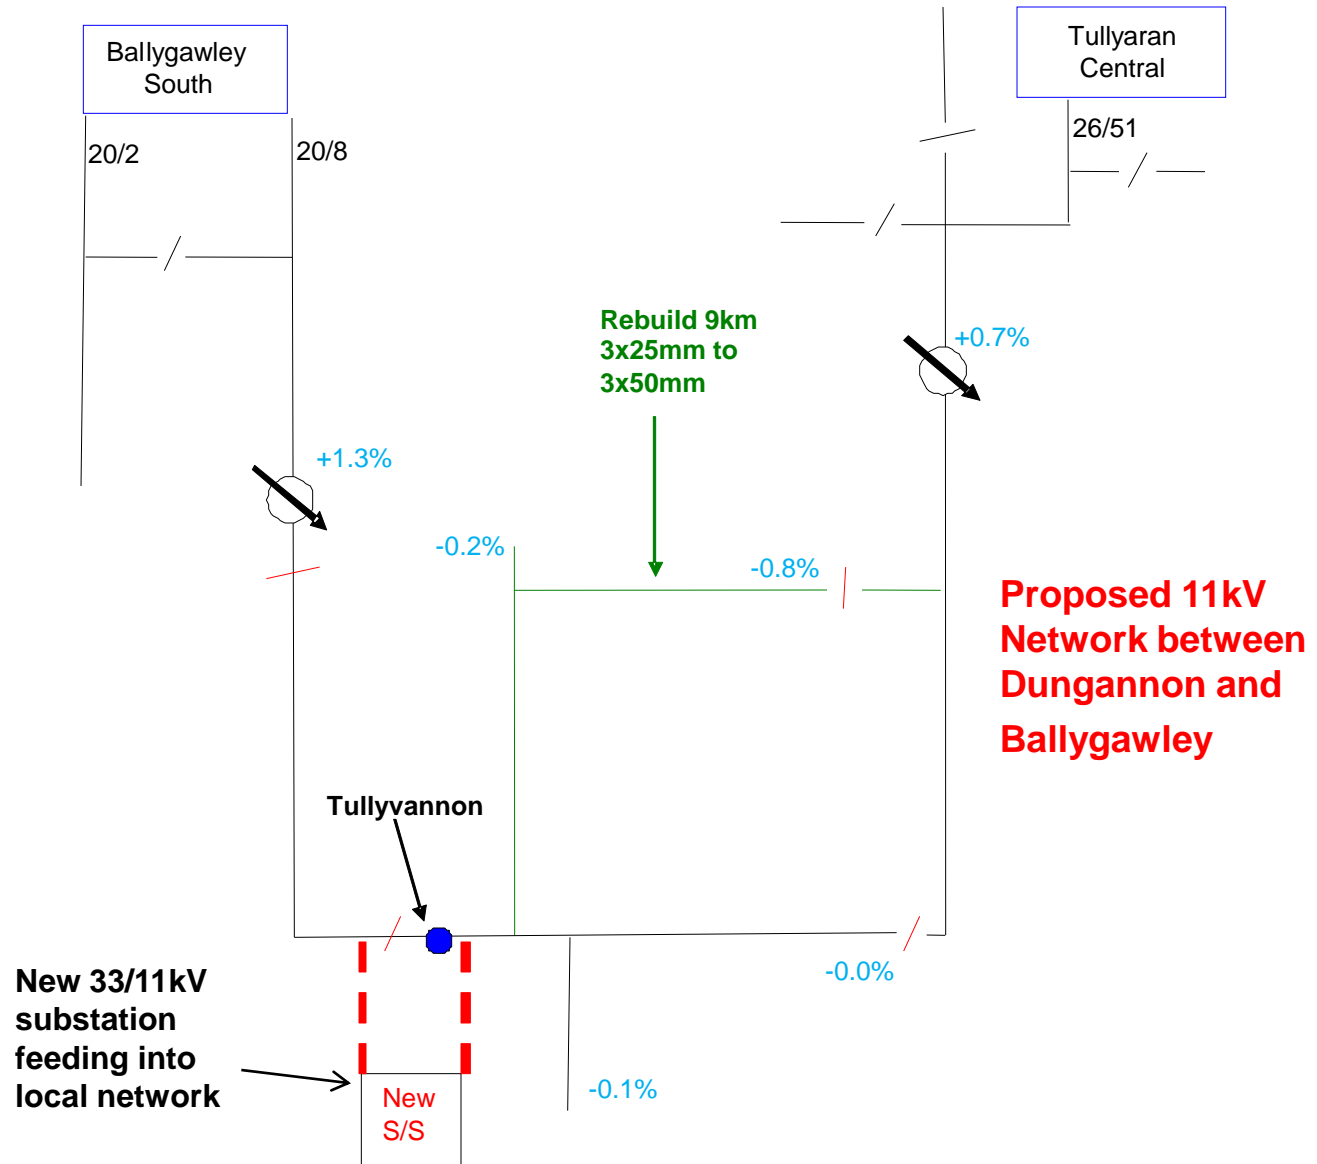 Ballygawley
South
Tullyaran
Central
20/2
20/8
26/51
Rebuild 9km
3x25mm to
3x50mm
+0.7%
+1.3%
-0.2%
-0.8%
Proposed 11kV
Network between
Dungannon and
Ballygawley
Tullyvannon
-0.0%
New 33/11kV
substation
feeding into
local network
New
S/S
-0.1%